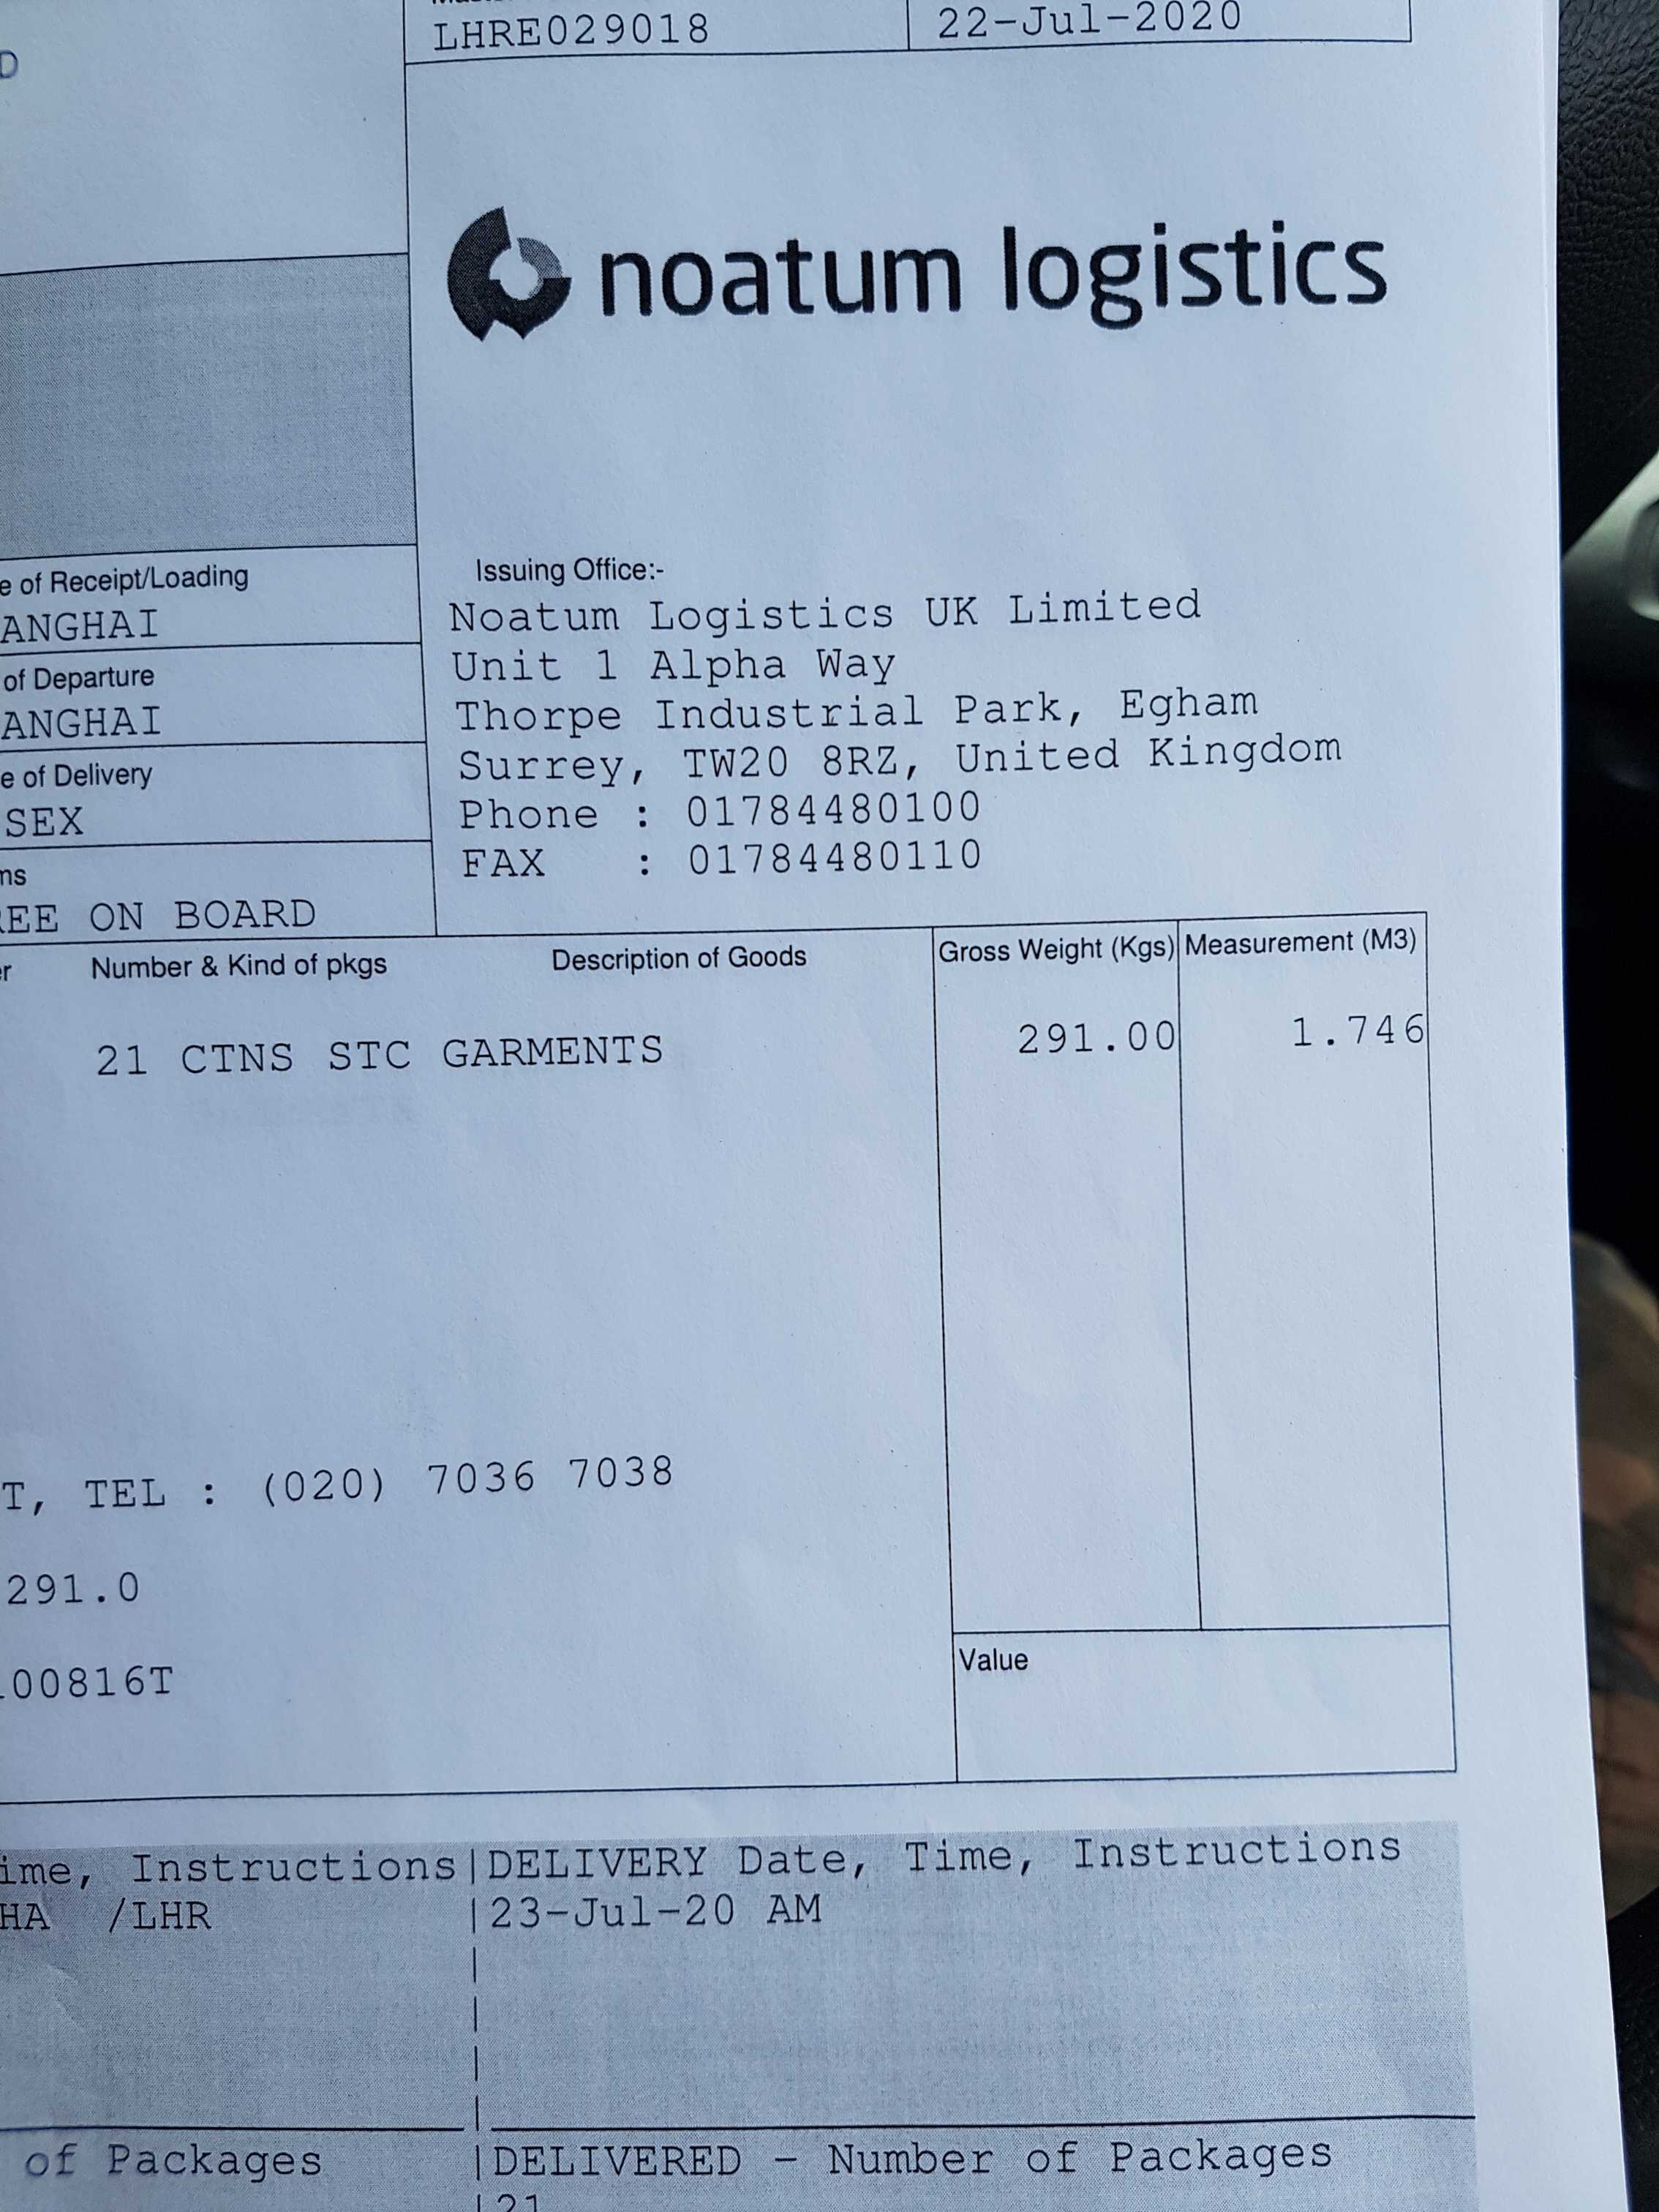 LHRE029018 22-Jul-2020
D
noatum logistics
e of Receipt/Loading
ANGHAI
of Departure
ANGHAI
e of Delivery
SEX
ms
EE ON BOARD
Issuing Office:-
Noatum Logistics UK Limited
Unit 1 Alpha Way
Thorpe Industrial Park, Egham
Surrey, TW20 8RZ, United Kingdom
Phone : 01784480100
FAX : 01784480110
r Number & Kind of pkgs Description of Goods Gross Weight (Kgs) Measurement (M3)
21 CTNS STC GARMENTS 291.00 1.746
T, TEL : (020) 7036 7038
291.0
00816T
Value
ime, Instructions|DELIVERY Date, Time, Instructions
HA /LHR |23-Jul-20 AM
of Packages |DELIVERED - Number of Packages
|21